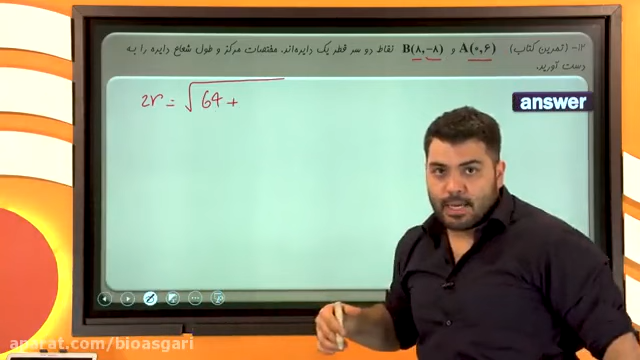 ۱۲- (تمرین کتاب) A(۰,۶) و B(۸,-۸) نقاط دو سر قطر یک دایره‌اند. مختصات مرکز و طول شعاع دایره را به
دست آورید.
answer
2r = √64 +
aparat.com/bioasgari